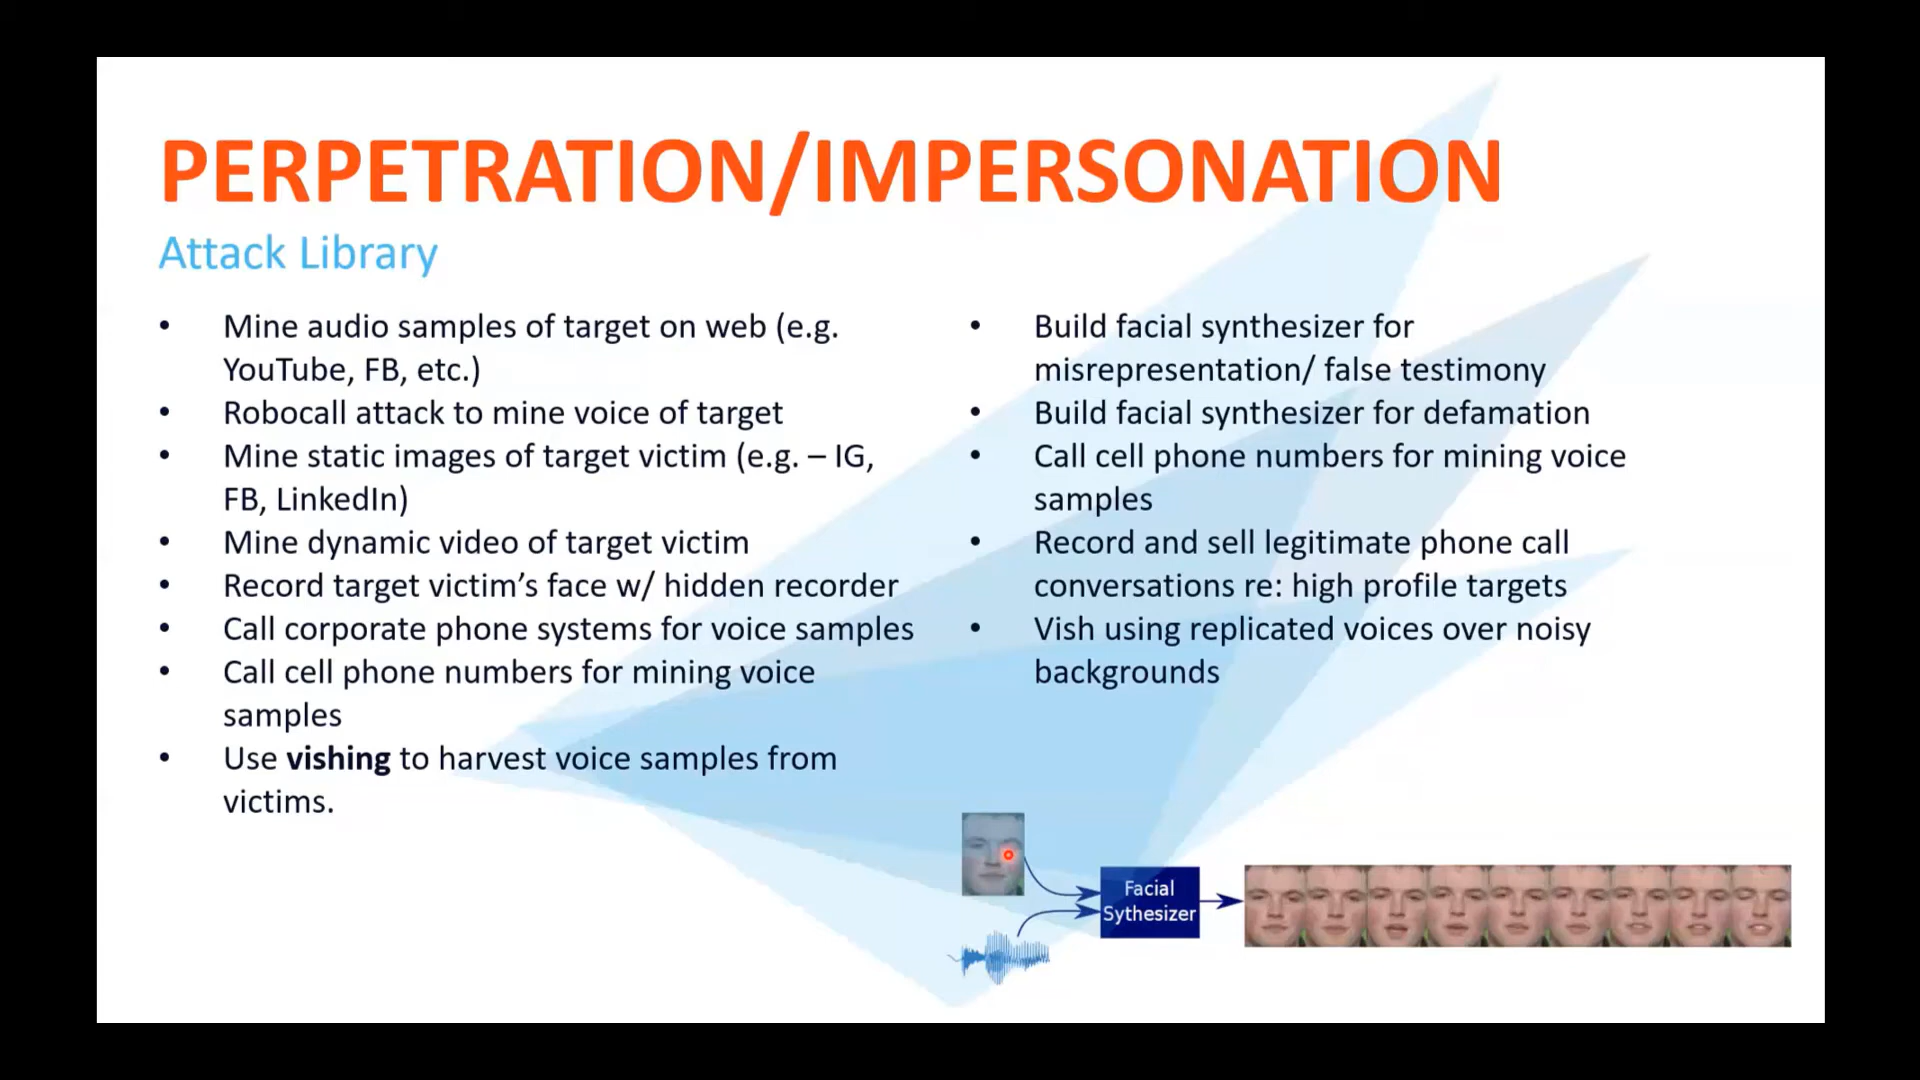 PERPETRATION/IMPERSONATION
Attack Library
• Mine audio samples of target on web (e.g.
YouTube, FB, etc.)
• Robocall attack to mine voice of target
• Mine static images of target victim (e.g. – IG,
FB, LinkedIn)
• Mine dynamic video of target victim
• Record target victim’s face w/ hidden recorder
• Call corporate phone systems for voice samples
• Call cell phone numbers for mining voice
samples
• Use vishing to harvest voice samples from
victims.
• Build facial synthesizer for
misrepresentation/ false testimony
• Build facial synthesizer for defamation
• Call cell phone numbers for mining voice
samples
• Record and sell legitimate phone call
conversations re: high profile targets
• Vish using replicated voices over noisy
backgrounds
Facial
Sythesizer